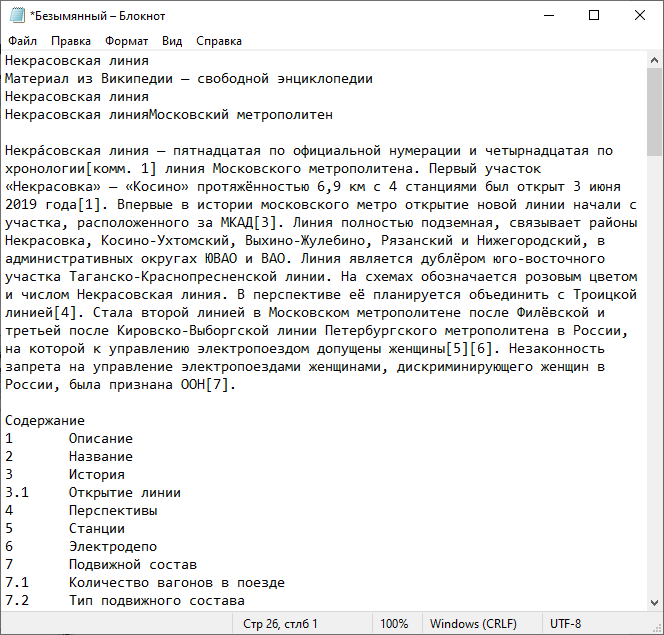 *Безымянный – Блокнот
Файл Правка Формат Вид Справка
Некрасовская линия
Материал из Википедии — свободной энциклопедии
Некрасовская линия
Некрасовская линияМосковский метрополитен
Некра́совская линия — пятнадцатая по официальной нумерации и четырнадцатая по
хронологии[комм. 1] линия Московского метрополитена. Первый участок
«Некрасовка» — «Косино» протяжённостью 6,9 км с 4 станциями был открыт 3 июня
2019 года[1]. Впервые в истории московского метро открытие новой линии начали с
участка, расположенного за МКАД[3]. Линия полностью подземная, связывает районы
Некрасовка, Косино-Ухтомский, Выхино-Жулебино, Рязанский и Нижегородский, в
административных округах ЮВАО и ВАО. Линия является дублёром юго-восточного
участка Таганско-Краснопресненской линии. На схемах обозначается розовым цветом
и числом Некрасовская линия. В перспективе её планируется объединить с Троицкой
линией[4]. Стала второй линией в Московском метрополитене после Филёвской и
третьей после Кировско-Выборгской линии Петербургского метрополитена в России,
на которой к управлению электропоездом допущены женщины[5][6]. Незаконность
запрета на управление электропоездами женщинами, дискриминирующего женщин в
России, была признана ООН[7].
Содержание
1 Описание
2 Название
3 История
3.1 Открытие линии
4 Перспективы
5 Станции
6 Электродепо
7 Подвижной состав
7.1 Количество вагонов в поезде
7.2 Тип подвижного состава
Стр 26, стлб 1 100% Windows (CRLF) UTF-8